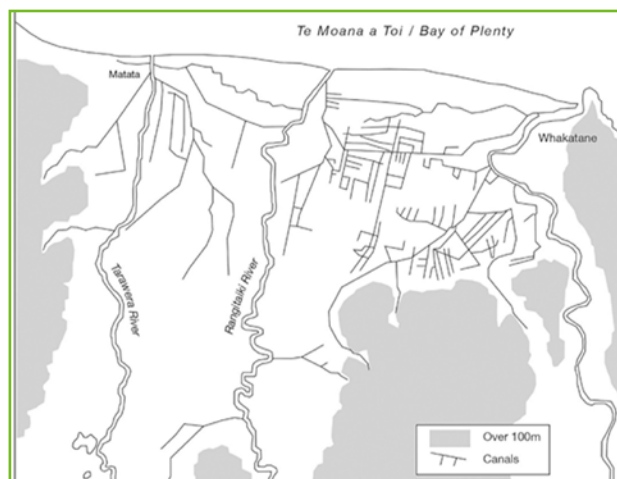 Te Moana a Toi / Bay of Plenty
Matata
Whakatane
Tarawera River
Rangitaiki River
Over 100m
Canals